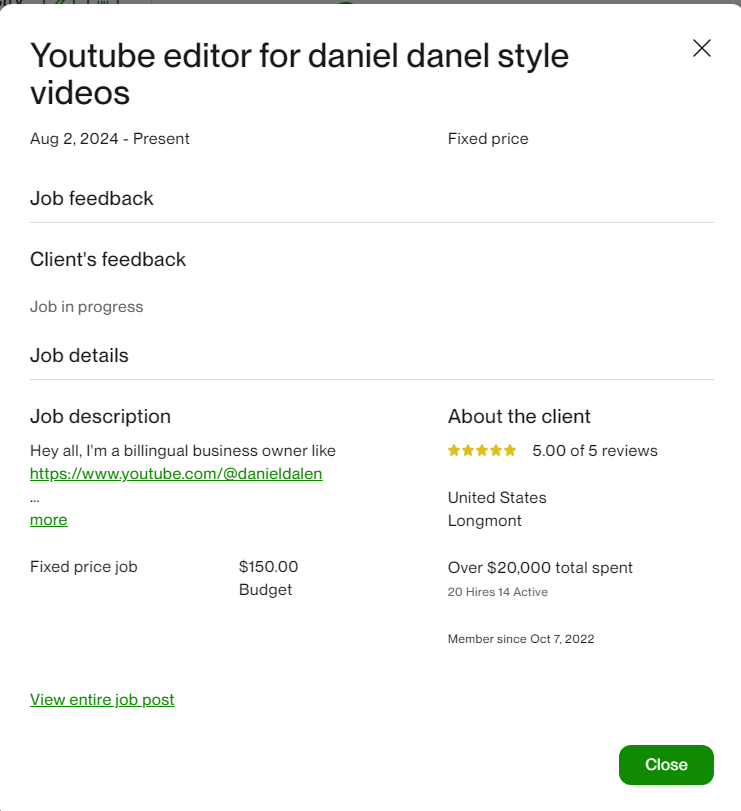 Youtube editor for daniel danel style
videos
Aug 2, 2024 - Present
Fixed price
Job feedback
Client's feedback
Job in progress
Job details
Job description
Hey all, I'm a billingual business owner like
https://www.youtube.com/@danieldalen
...
more
Fixed price job
$150.00
Budget
About the client
5.00 of 5 reviews
United States
Longmont
Over $20,000 total spent
20 Hires 14 Active
Member since Oct 7, 2022
View entire job post
Close